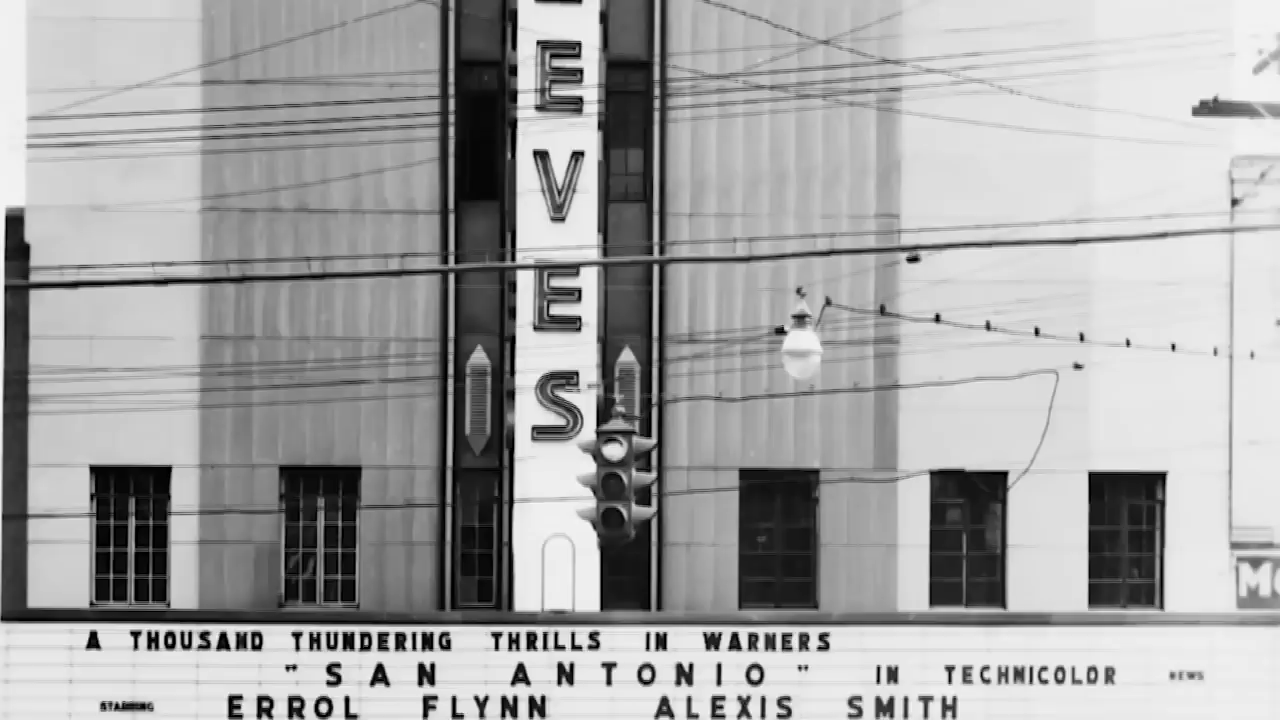 EVES
A THOUSAND THUNDERING THRILLS IN WARNERS
"SAN ANTONIO" IN TECHNICOLOR NEWS
STARRING ERROL FLYNN ALEXIS SMITH